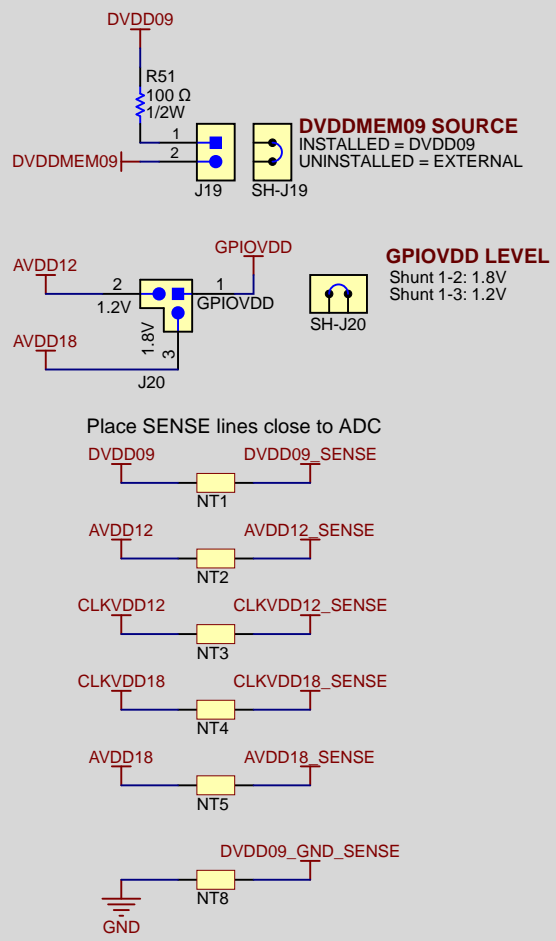 DVDD09
R51
100 Ω
1/2W
1
DVDDMEM09
2
J19
SH-J19
DVDDMEM09 SOURCE
INSTALLED = DVDD09
UNINSTALLED = EXTERNAL
GPIOVDD
AVDD12
2
1
1.2V
GPIOVDD
1.8V
3
AVDD18
J20
SH-J20
GPIOVDD LEVEL
Shunt 1-2: 1.8V
Shunt 1-3: 1.2V
Place SENSE lines close to ADC
DVDD09
DVDD09_SENSE
NT1
AVDD12
AVDD12_SENSE
NT2
CLKVDD12
CLKVDD12_SENSE
NT3
CLKVDD18
CLKVDD18_SENSE
NT4
AVDD18
AVDD18_SENSE
NT5
DVDD09_GND_SENSE
NT8
GND